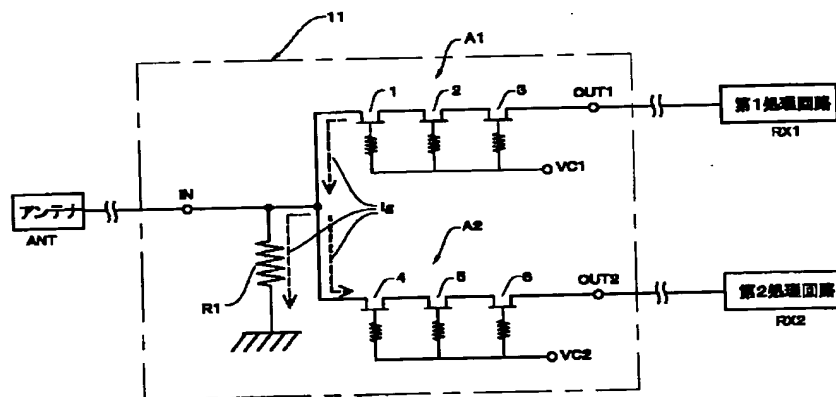 11
A1
1
2
3
OUT1
第1処理回路
RX1
VC1
アンテナ
ANT
IN
Ig
A2
R1
4
5
6
OUT2
第2処理回路
RX2
VC2